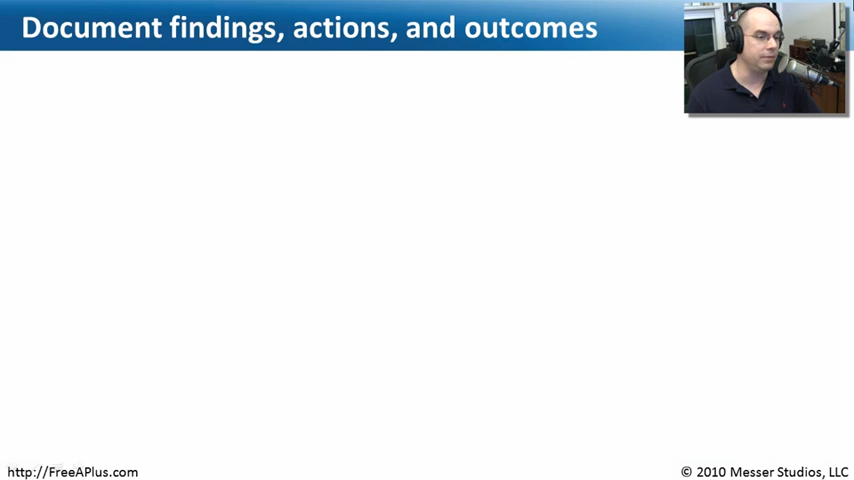 Document findings, actions, and outcomes
http://FreeAPlus.com
© 2010 Messer Studios, LLC